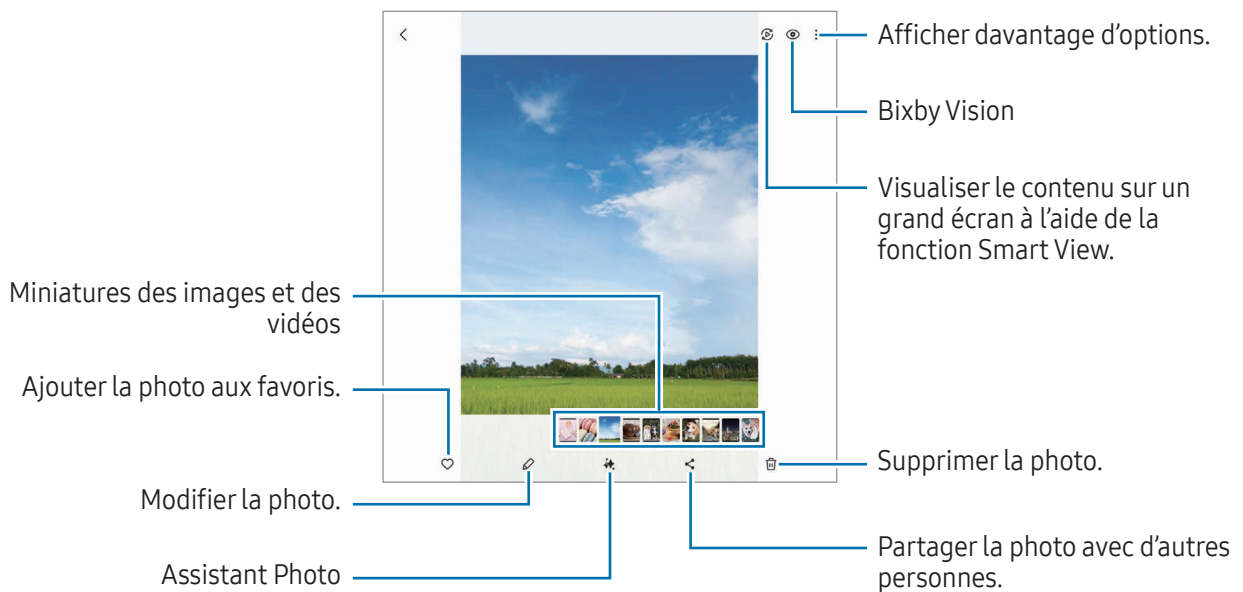 Afficher davantage d’options.
Bixby Vision
Visualiser le contenu sur un
grand écran à l’aide de la
fonction Smart View.
Miniatures des images et des
vidéos
Ajouter la photo aux favoris.
Supprimer la photo.
Modifier la photo.
Partager la photo avec d’autres
personnes.
Assistant Photo